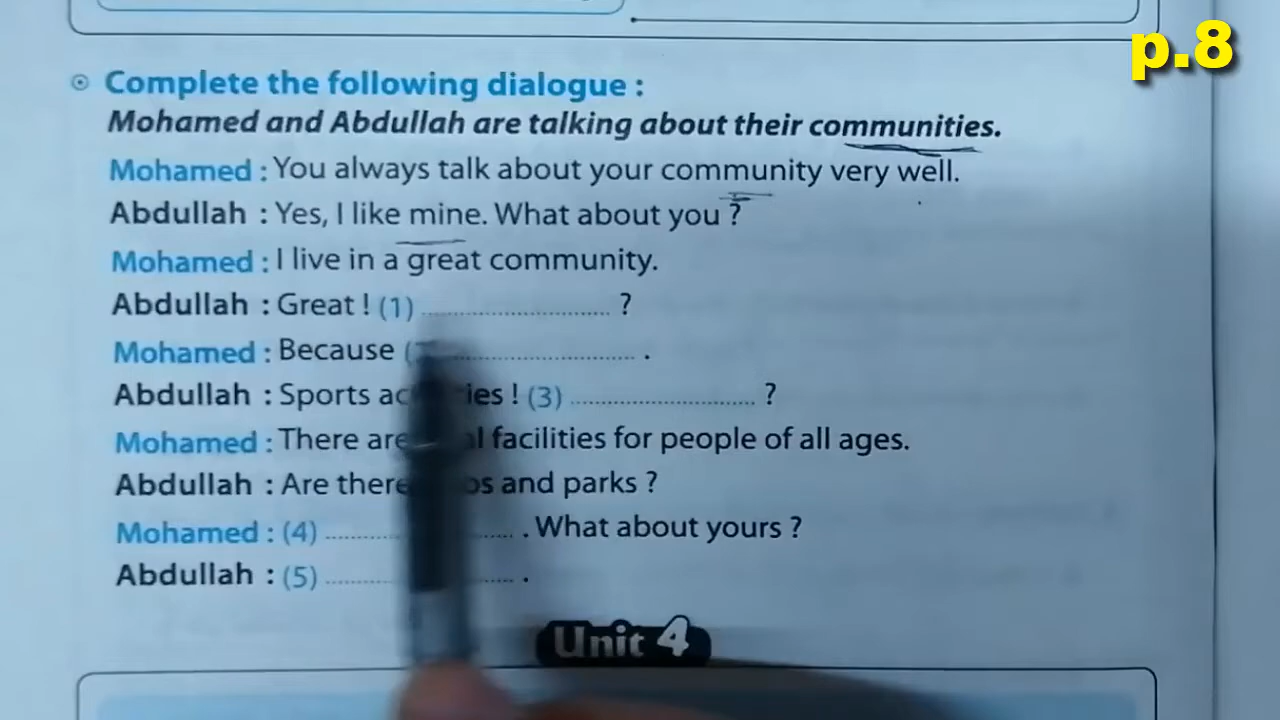 p.8
Complete the following dialogue :
Mohamed and Abdullah are talking about their communities.
Mohamed : You always talk about your community very well.
Abdullah : Yes, I like mine. What about you ?
Mohamed : I live in a great community.
Abdullah : Great ! (1) .............................. ?
Mohamed : Because .............................. .
Abdullah : Sports ! (3) .............................. ?
Mohamed : There are facilities for people of all ages.
Abdullah : Are there and parks ?
Mohamed : (4) .............................. . What about yours ?
Abdullah : (5) .............................. .
Unit 4